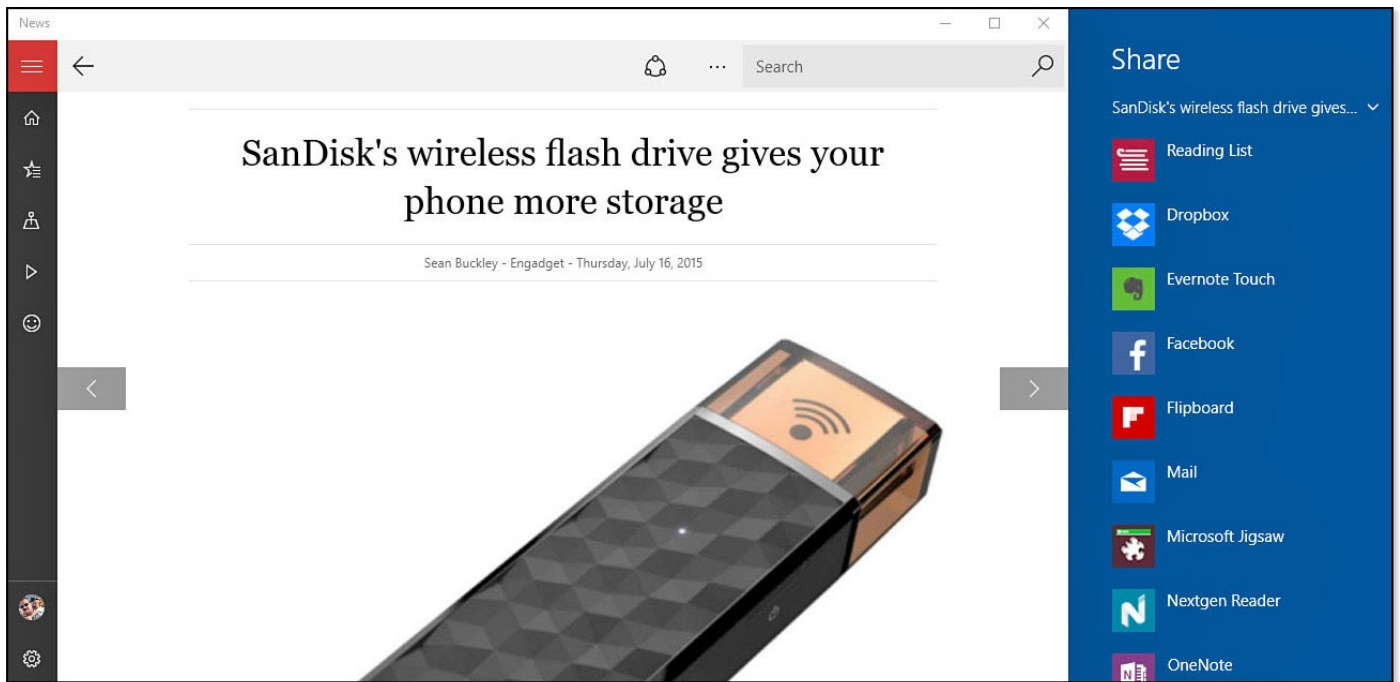 News
Search
SanDisk's wireless flash drive gives your
phone more storage
Sean Buckley - Engadget - Thursday, July 16, 2015
Share
SanDisk's wireless flash drive gives...
Reading List
Dropbox
Evernote Touch
Facebook
Flipboard
Mail
Microsoft Jigsaw
Nextgen Reader
OneNote